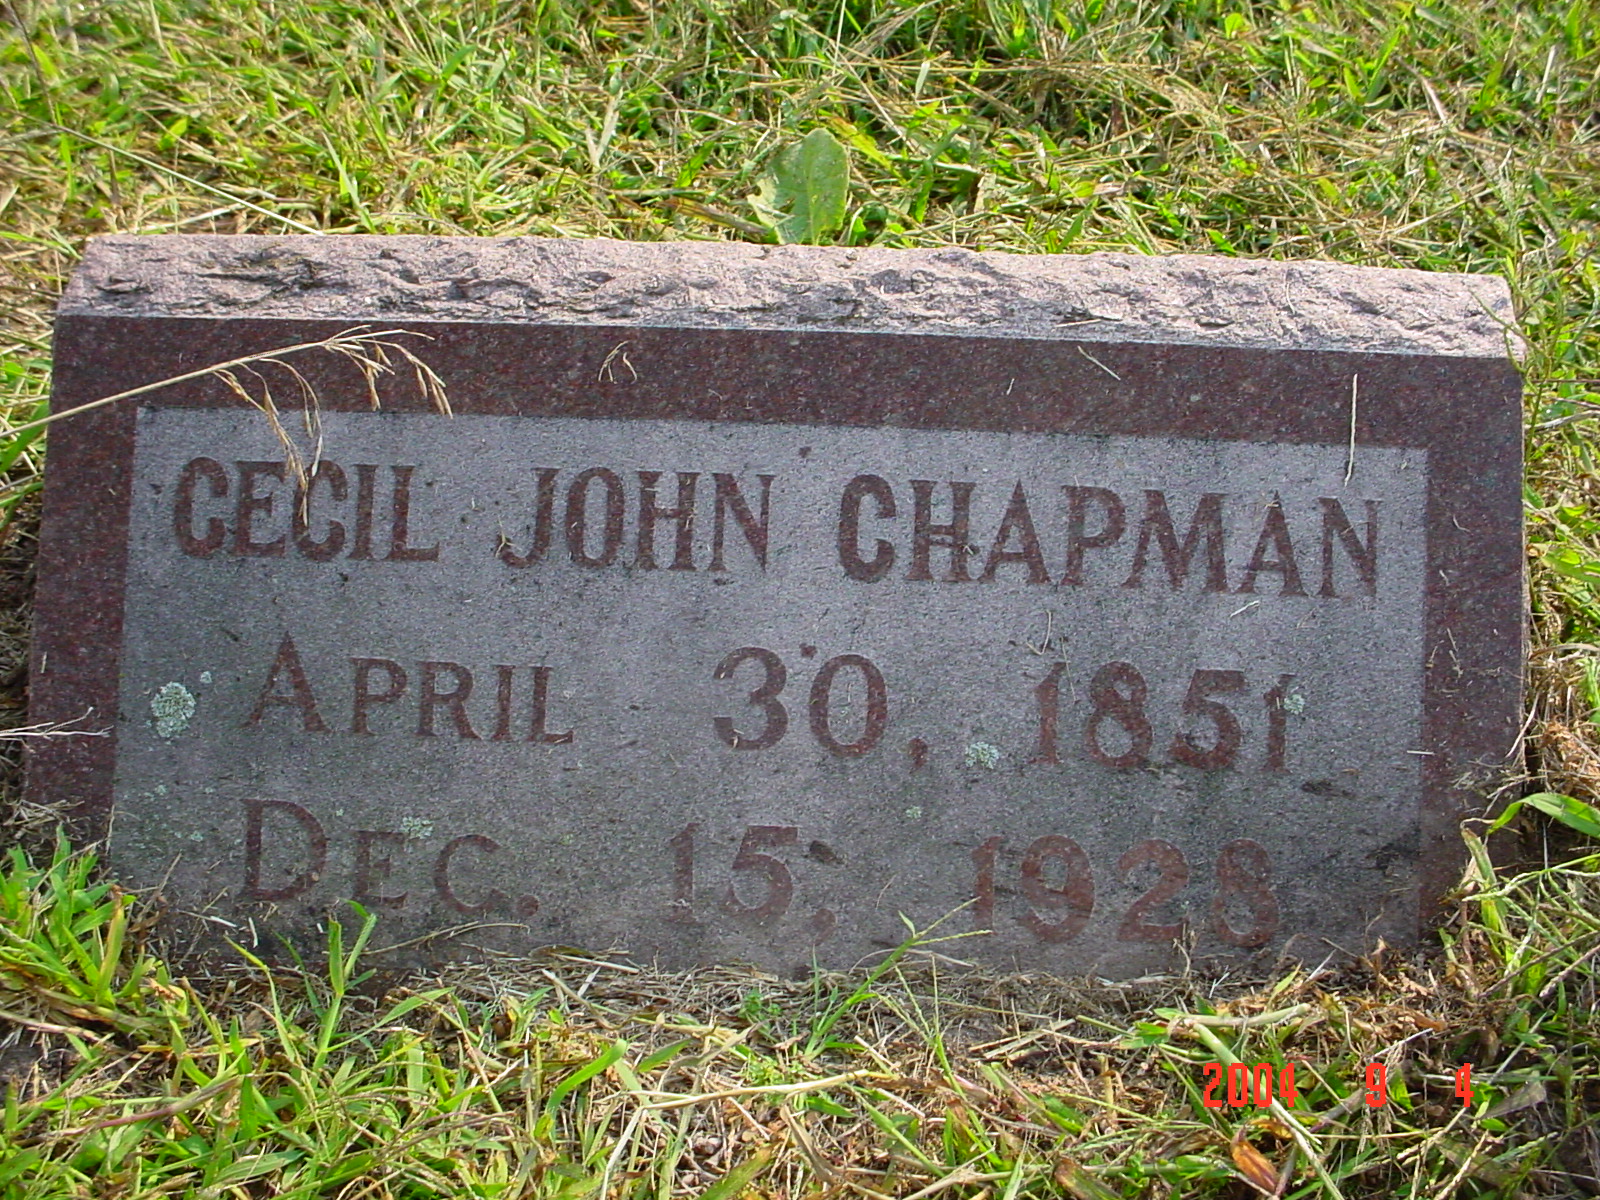 CECIL JOHN CHAPMAN
APRIL 30, 1851
DEC. 15, 1928
2004 9 4